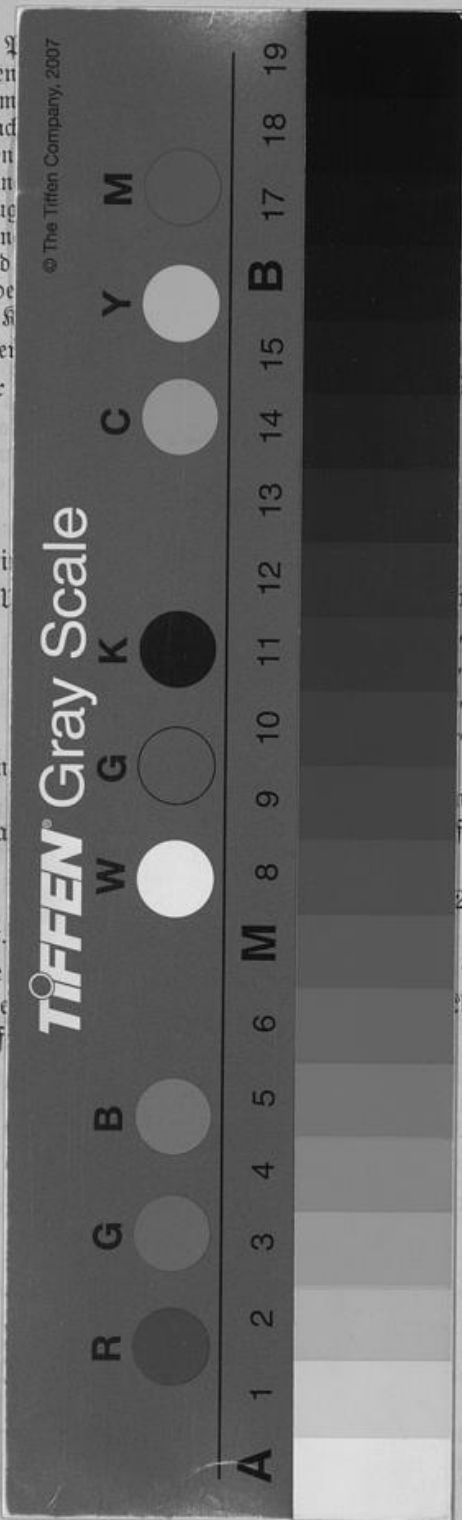 TIFFEN® Gray Scale
© The Tiffen Company, 2007
R G B W G K C Y M
A 1 2 3 4 5 6 M 8 9 10 11 12 13 14 15 B 17 18 19